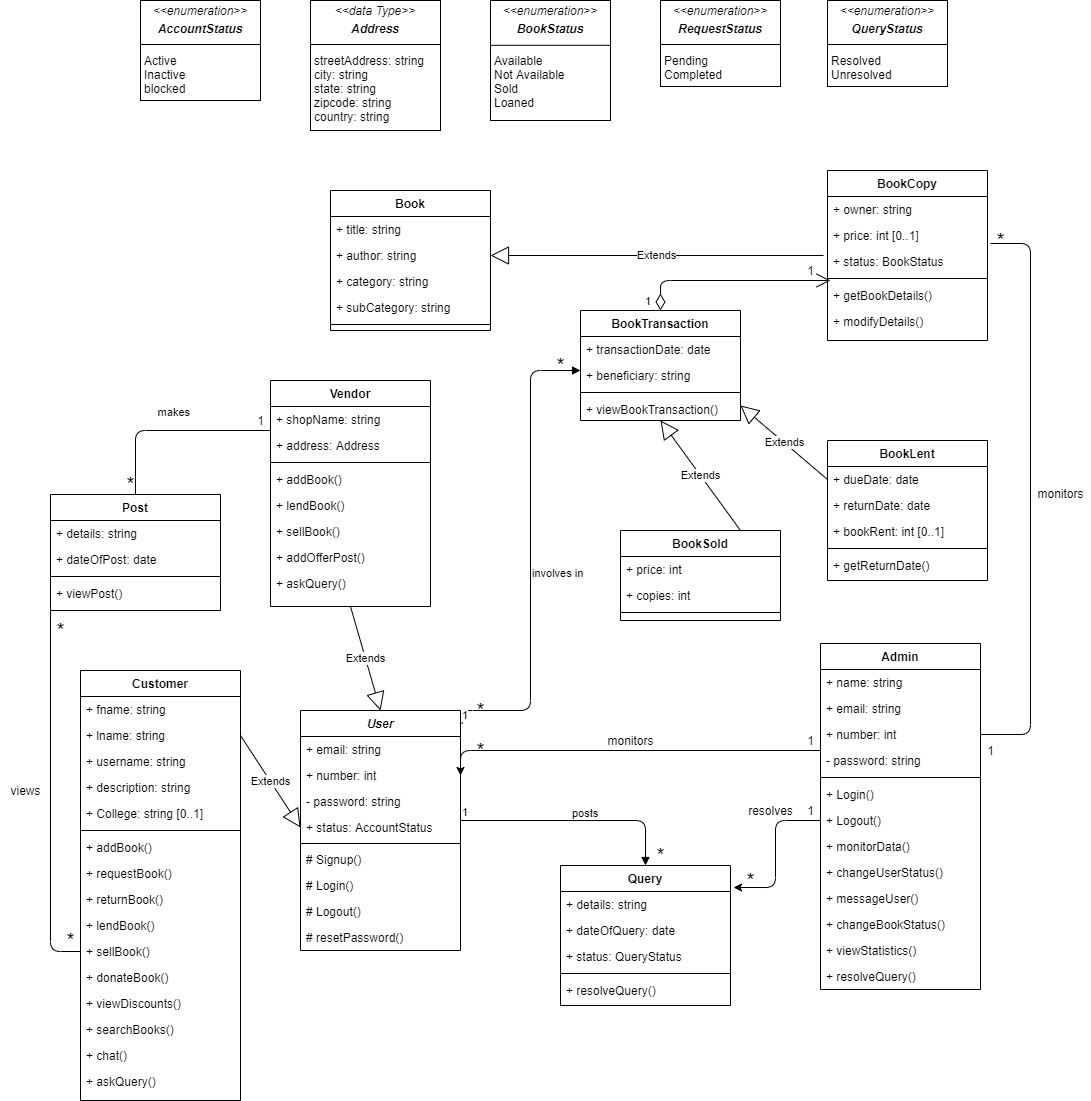 <<enumeration>>
AccountStatus
Active
Inactive
blocked
<<data Type>>
Address
streetAddress: string
city: string
state: string
zipcode: string
country: string
<<enumeration>>
BookStatus
Available
Not Available
Sold
Loaned
<<enumeration>>
RequestStatus
Pending
Completed
<<enumeration>>
QueryStatus
Resolved
Unresolved
Book
+ title: string
+ author: string
+ category: string
+ subCategory: string
Extends
BookCopy
+ owner: string
+ price: int [0..1]
+ status: BookStatus
+ getBookDetails()
+ modifyDetails()
*
1
1
BookTransaction
+ transactionDate: date
+ beneficiary: string
+ viewBookTransaction()
*
Extends
Extends
BookLent
+ dueDate: date
+ returnDate: date
+ bookRent: int [0..1]
+ getReturnDate()
monitors
BookSold
+ price: int
+ copies: int
involves in
Vendor
+ shopName: string
+ address: Address
+ addBook()
+ lendBook()
+ sellBook()
+ addOfferPost()
+ askQuery()
makes
1
*
Post
+ details: string
+ dateOfPost: date
+ viewPost()
*
Extends
Customer
+ fname: string
+ lname: string
+ username: string
+ description: string
+ College: string [0..1]
+ addBook()
+ requestBook()
+ returnBook()
+ lendBook()
+ sellBook()
+ donateBook()
+ viewDiscounts()
+ searchBooks()
+ chat()
+ askQuery()
views
*
Extends
User
+ email: string
+ number: int
- password: string
+ status: AccountStatus
# Signup()
# Login()
# Logout()
# resetPassword()
1
*
*
monitors
1
1
posts
*
resolves
1
*
Query
+ details: string
+ dateOfQuery: date
+ status: QueryStatus
+ resolveQuery()
Admin
+ name: string
+ email: string
+ number: int
- password: string
+ Login()
+ Logout()
+ monitorData()
+ changeUserStatus()
+ messageUser()
+ changeBookStatus()
+ viewStatistics()
+ resolveQuery()
1